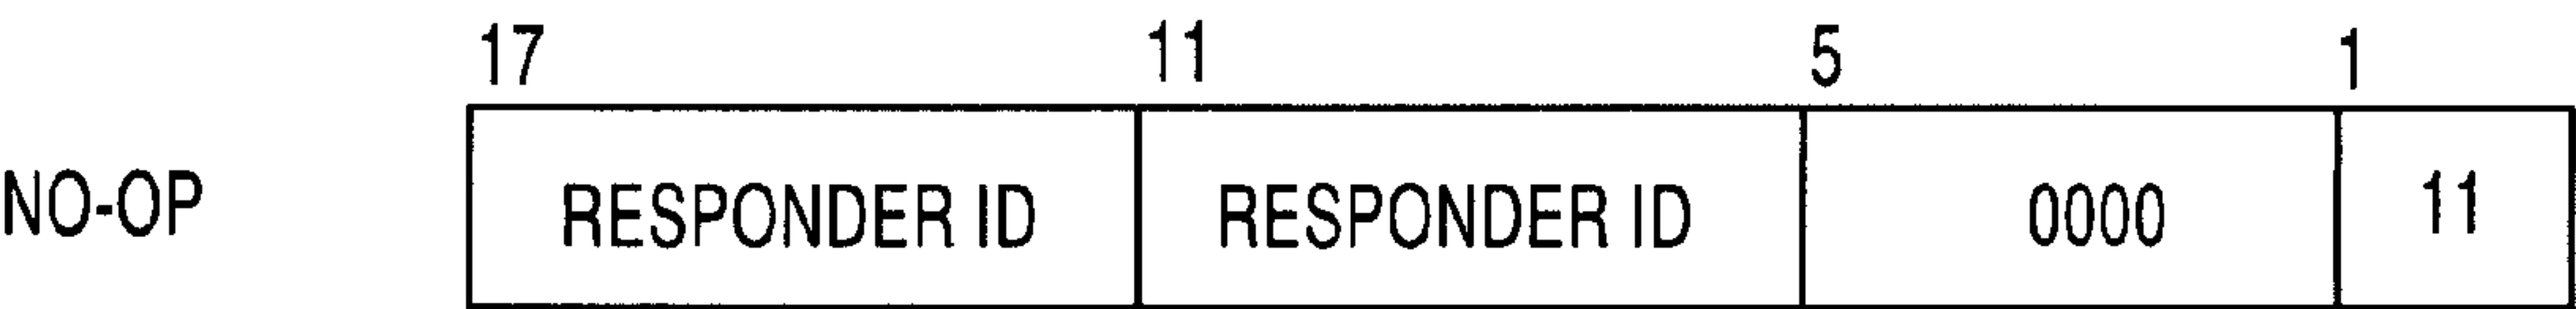 17 11 5 1
NO-OP RESPONDER ID RESPONDER ID 0000 11